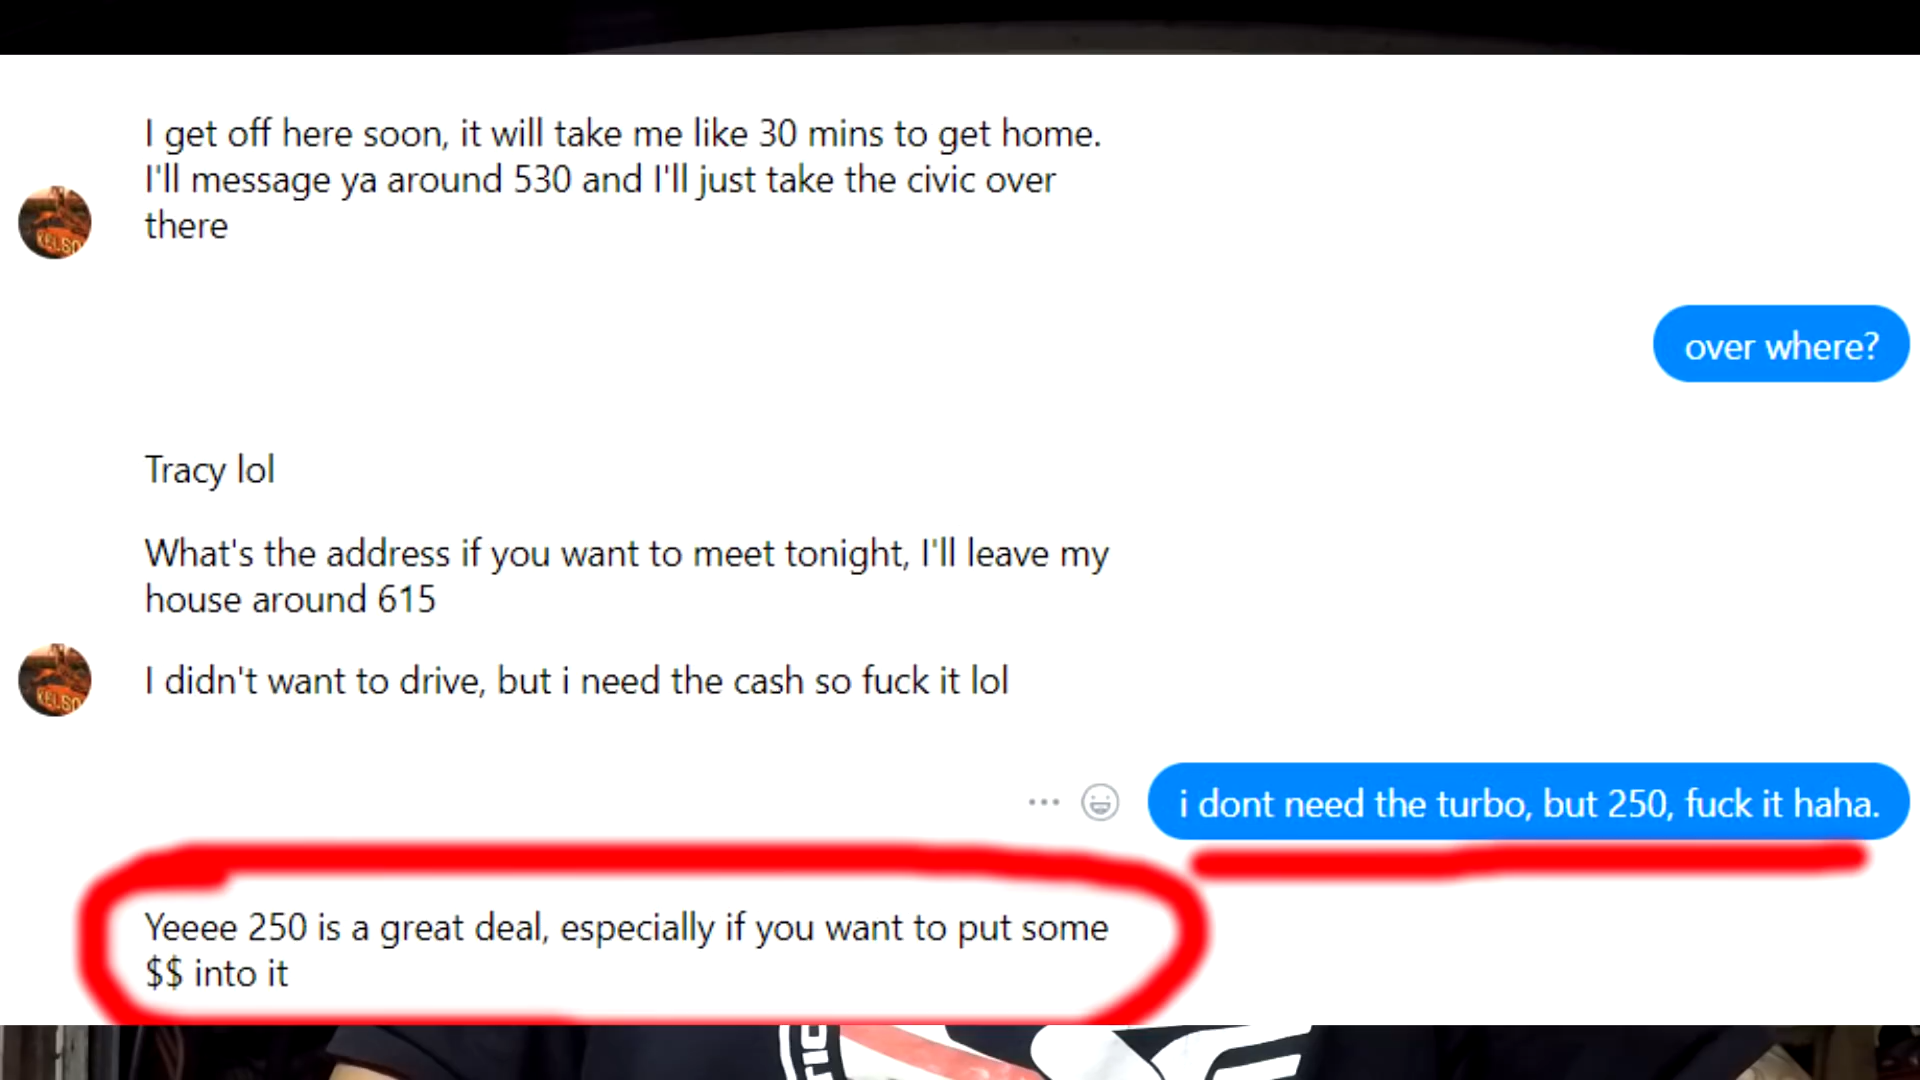 I get off here soon, it will take me like 30 mins to get home.
I'll message ya around 530 and I'll just take the civic over
there
over where?
Tracy lol
What's the address if you want to meet tonight, I'll leave my
house around 615
I didn't want to drive, but i need the cash so fuck it lol
i dont need the turbo, but 250, fuck it haha.
Yeeee 250 is a great deal, especially if you want to put some
$$ into it